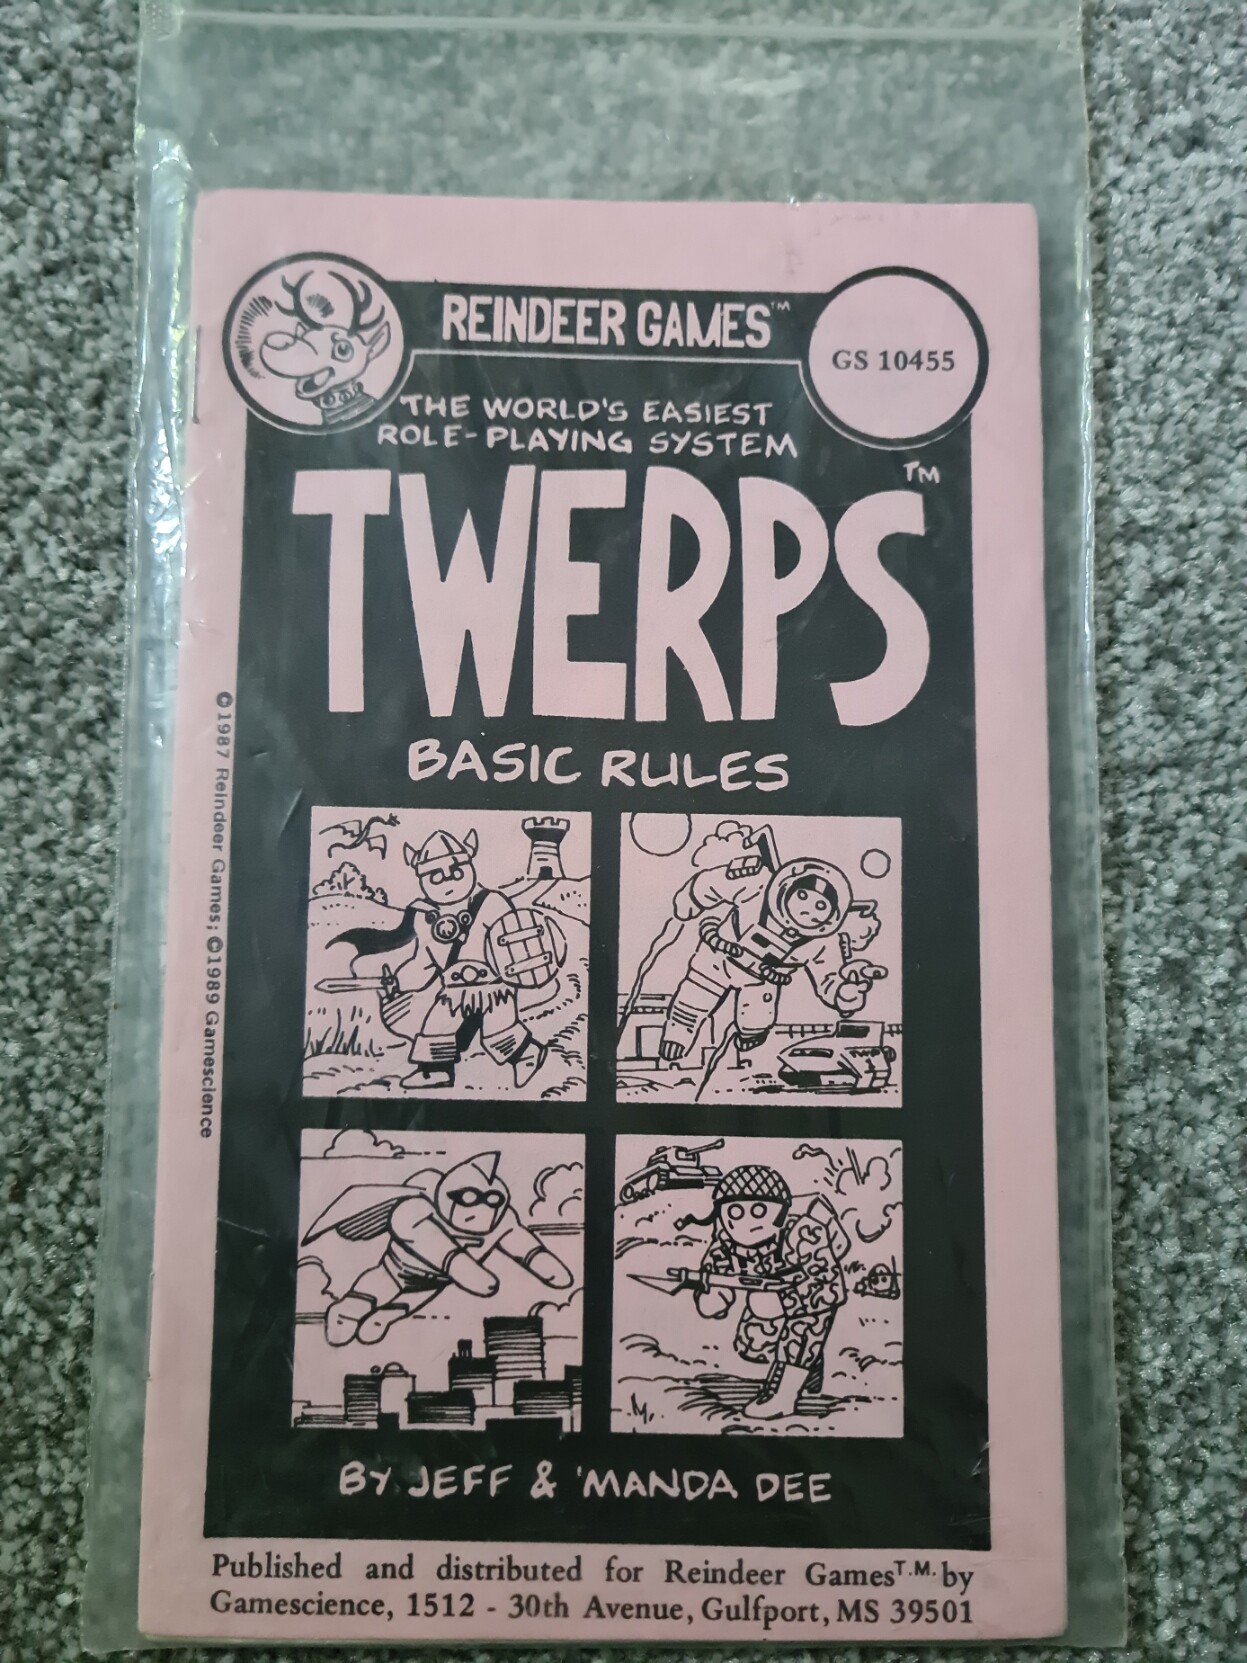 REINDEER GAMES™
GS 10455
THE WORLD'S EASIEST
ROLE-PLAYING SYSTEM
TWERPS™
BASIC RULES
©1987 Reindeer Games; ©1989 Gamescience
TWERPS
BY JEFF & 'MANDA DEE
Published and distributed for Reindeer Games T.M. by
Gamescience, 1512 - 30th Avenue, Gulfport, MS 39501